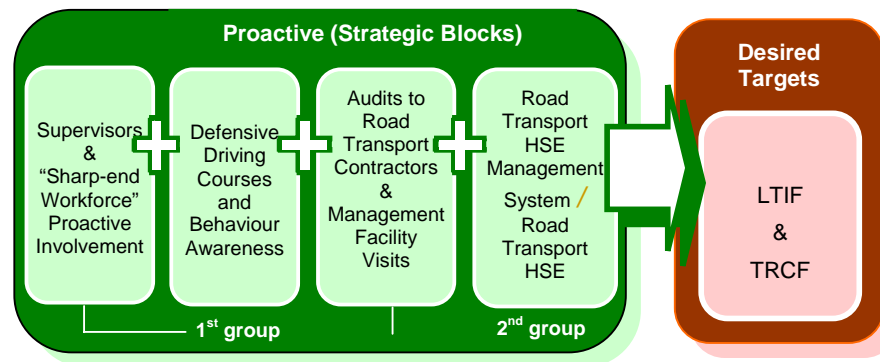 Proactive (Strategic Blocks)
Supervisors
&
“Sharp-end
Workforce”
Proactive
Involvement
Defensive
Driving
Courses
and
Behaviour
Awareness
Audits to
Road
Transport
Contractors
&
Management
Facility
Visits
Road
Transport
HSE
Management
System /
Road
Transport
HSE
1st group
2nd group
Desired
Targets
LTIF
&
TRCF